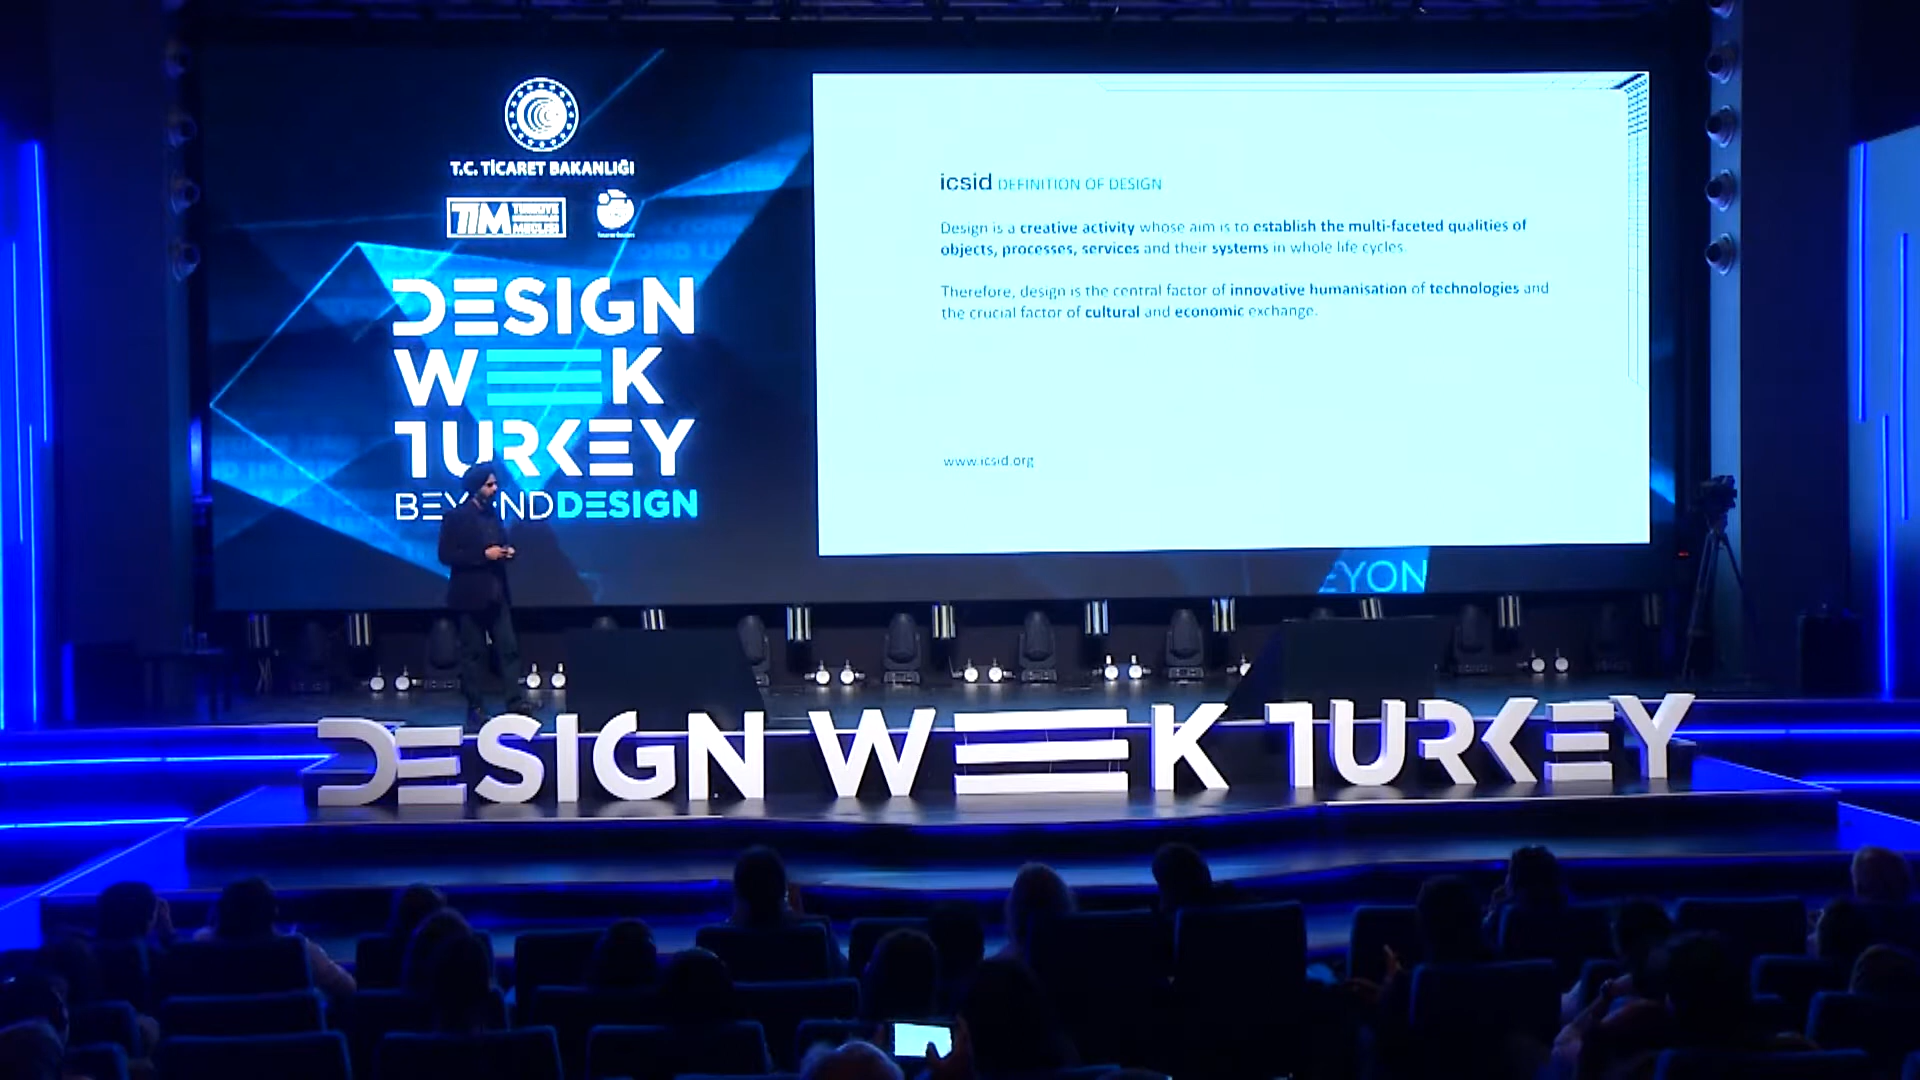 T.C. TİCARET BAKANLIĞI
TİM
DESIGN
WEEK
TURKEY
BEYOND DESIGN
icsid DEFINITION OF DESIGN
Design is a creative activity whose aim is to establish the multi-faceted qualities of
objects, processes, services and their systems in whole life cycles.
Therefore, design is the central factor of innovative humanisation of technologies and
the crucial factor of cultural and economic exchange.
www.icsid.org
EYON
DESIGN WEEK TURKEY